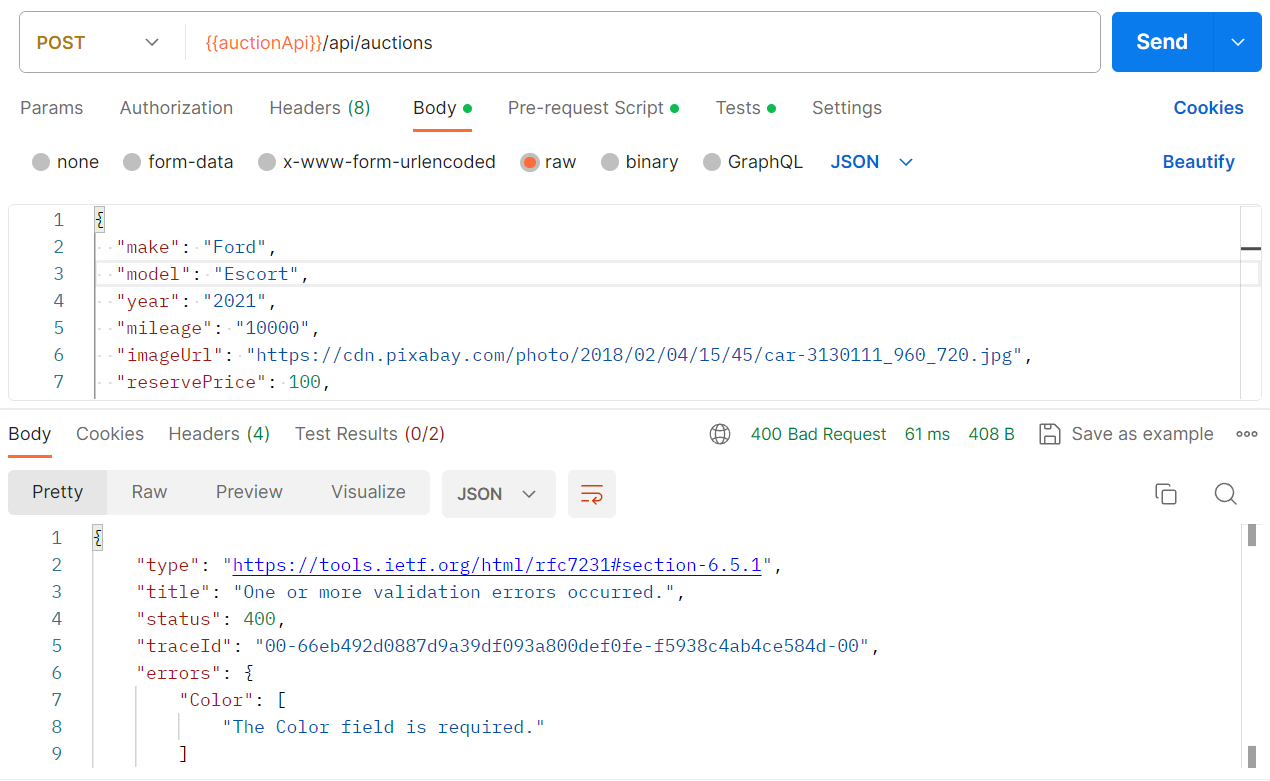 POST {{auctionApi}}/api/auctions Send
Params Authorization Headers (8) Body Pre-request Script Tests Settings Cookies
none form-data x-www-form-urlencoded raw binary GraphQL JSON Beautify
1 {
2 "make": "Ford",
3 "model": "Escort",
4 "year": "2021",
5 "mileage": "10000",
6 "imageUrl": "https://cdn.pixabay.com/photo/2018/02/04/15/45/car-3130111_960_720.jpg",
7 "reservePrice": 100,
Body Cookies Headers (4) Test Results (0/2) 400 Bad Request 61 ms 408 B Save as example
Pretty Raw Preview Visualize JSON
1 {
2 "type": "https://tools.ietf.org/html/rfc7231#section-6.5.1",
3 "title": "One or more validation errors occurred.",
4 "status": 400,
5 "traceId": "00-66eb492d0887d9a39df093a800def0fe-f5938c4ab4ce584d-00",
6 "errors": {
7 "Color": [
8 "The Color field is required."
9 ]